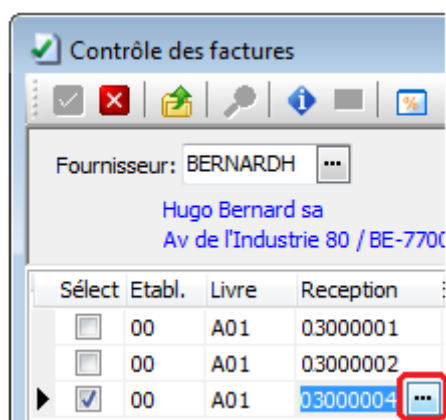 Contrôle des factures
Fournisseur: BERNARDH ...
Hugo Bernard sa
Av de l'Industrie 80 / BE-7700
Sélect Etabl. Livre Reception
00 A01 03000001
00 A01 03000002
00 A01 03000004 ...